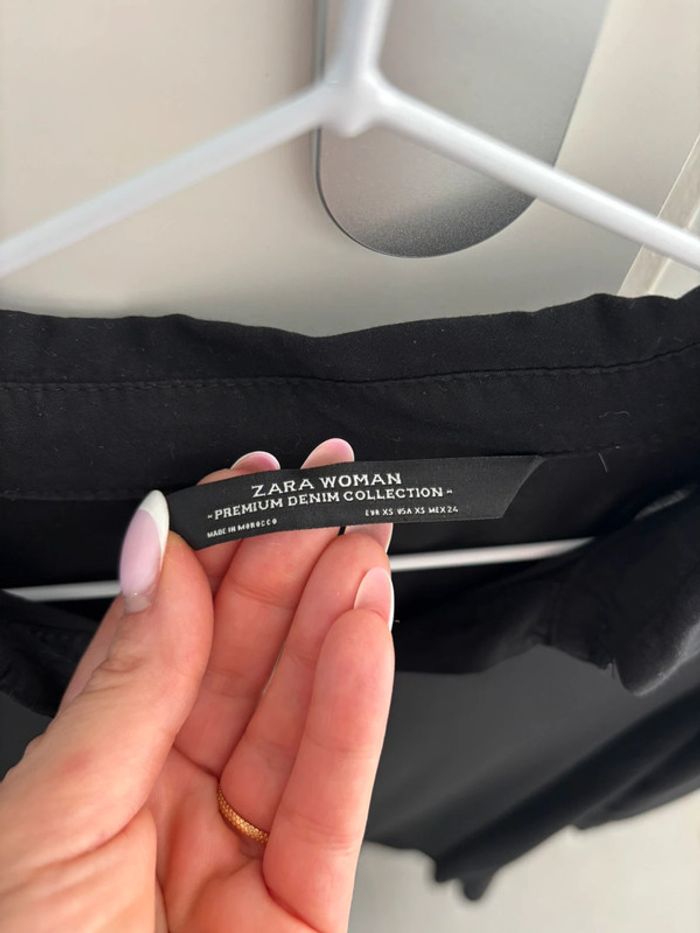 ZARA WOMAN
-PREMIUM DENIM COLLECTION-
EUR XS USA XS MEX 24
MADE IN MOROCCO